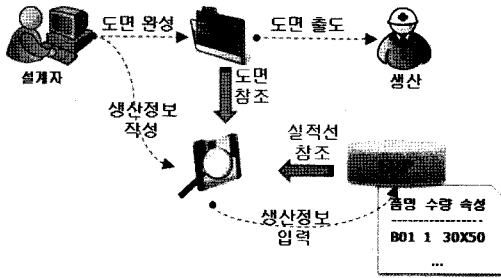 도면 완성
도면 출도
설계자
생산
도면
참조
생산정보
작성
실적선
참조
생산정보
입력
품명 수량 속성
B01 1 30X50
...